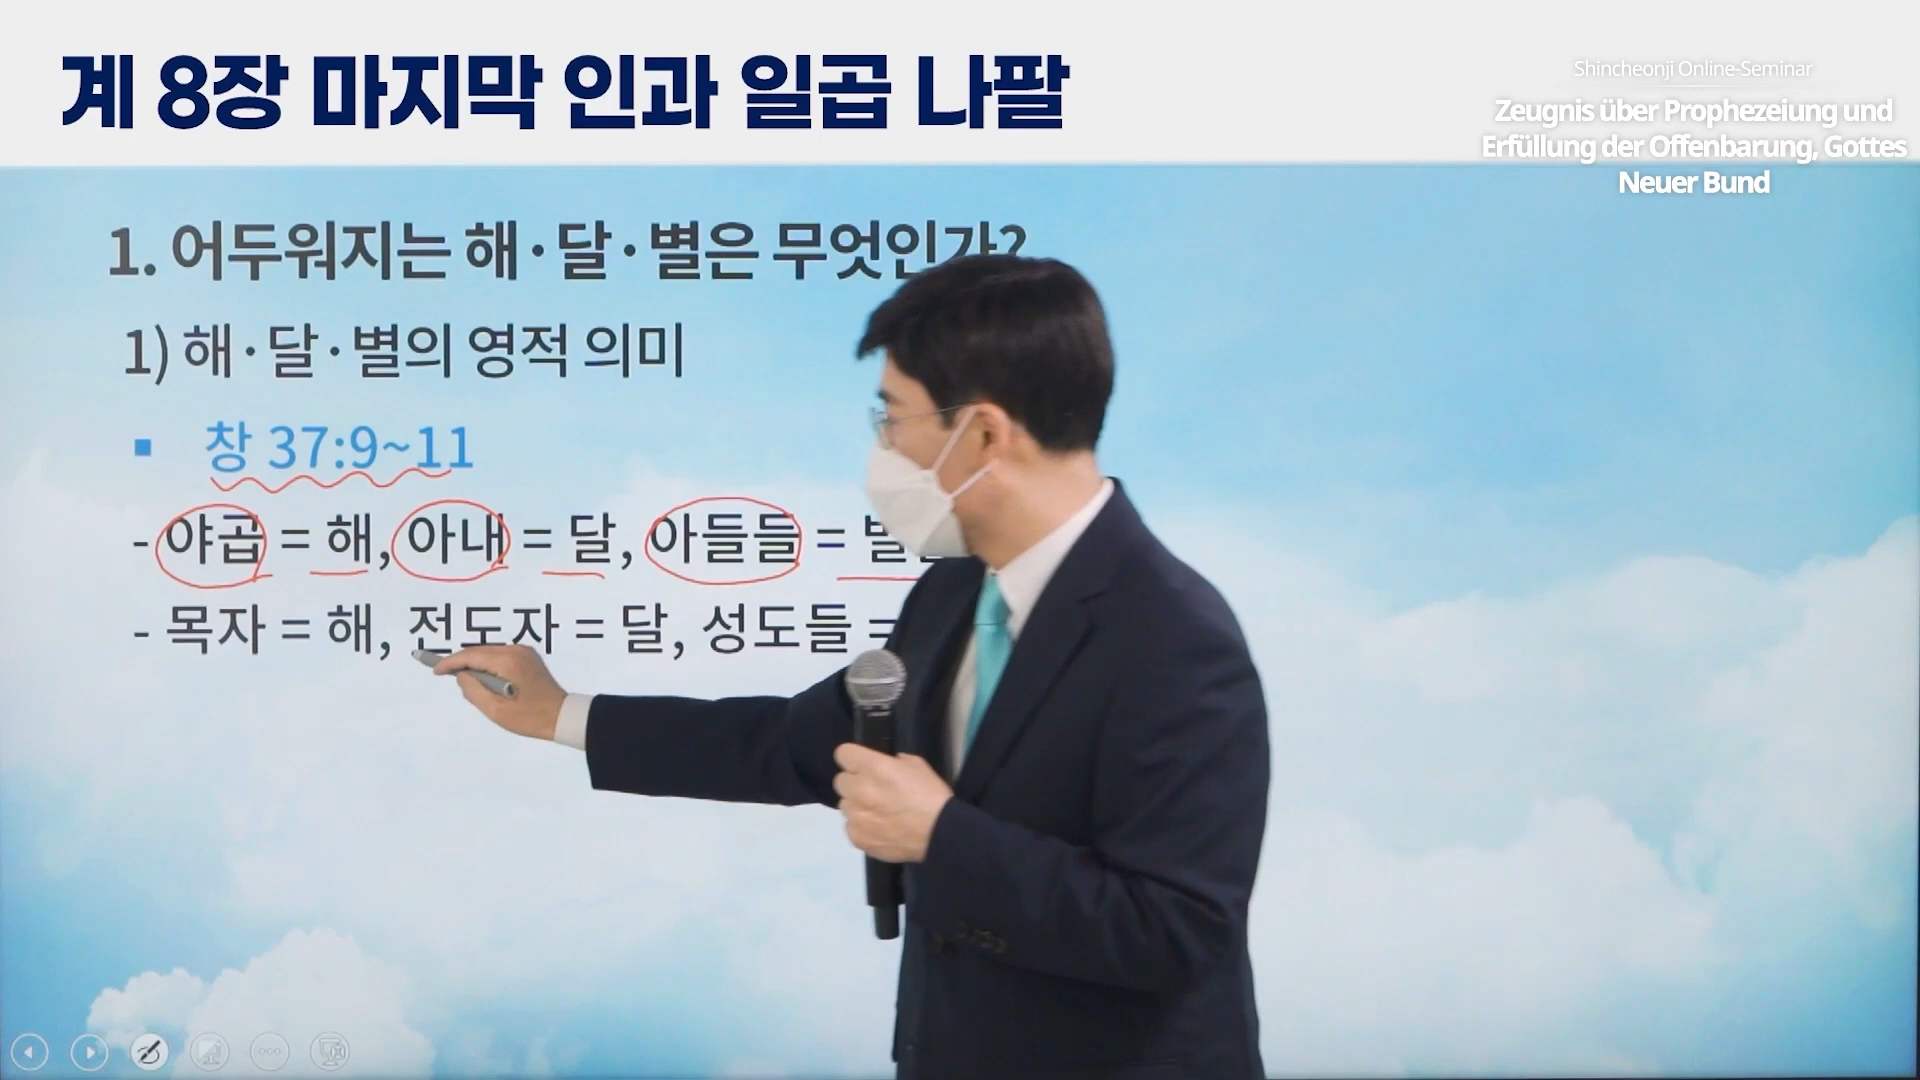 계 8장 마지막 인과 일곱 나팔
Shincheonji Online-Seminar
Zeugnis über Prophezeiung und
Erfüllung der Offenbarung, Gottes
Neuer Bund
1. 어두워지는 해·달·별은 무엇인가?
1) 해·달·별의 영적 의미
▪ 창 37:9~11
- 야곱 = 해, 아내 = 달, 아들들 =
- 목자 = 해, 전도자 = 달, 성도들 =